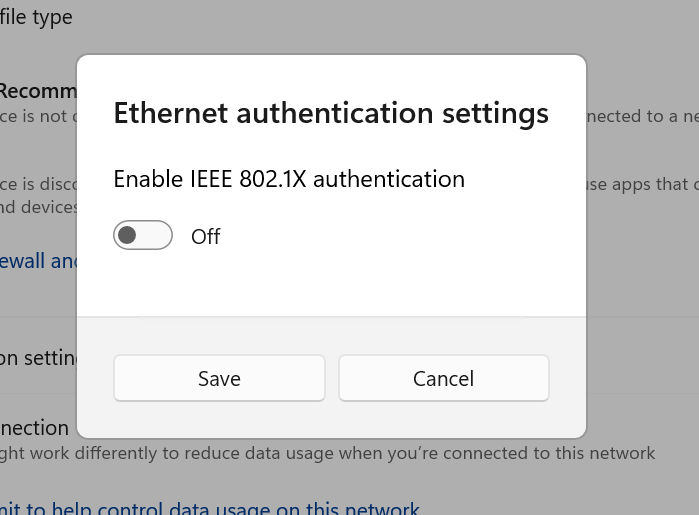 file type
Recomm
ce is not c
nnected to a ne
Ethernet authentication settings
Enable IEEE 802.1X authentication
ce is disco
use apps that c
nd devices
Off
ewall and
on setting
Save
Cancel
nection
ght work differently to reduce data usage when you're connected to this network
mit to help control data usage on this network